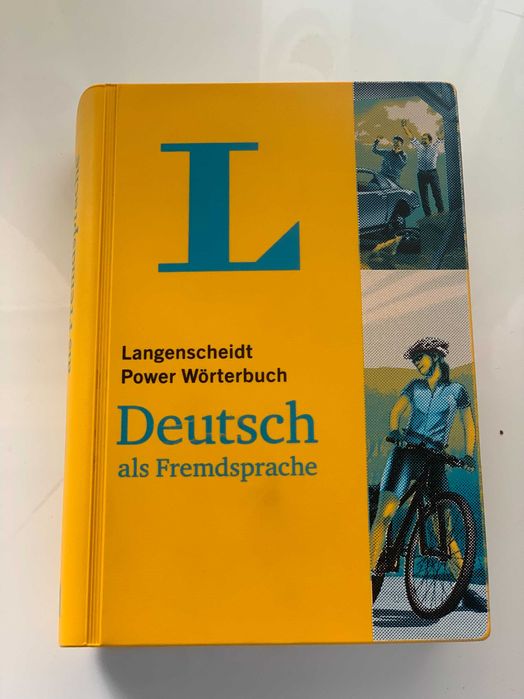 L
Langenscheidt
Power Wörterbuch
Deutsch
als Fremdsprache